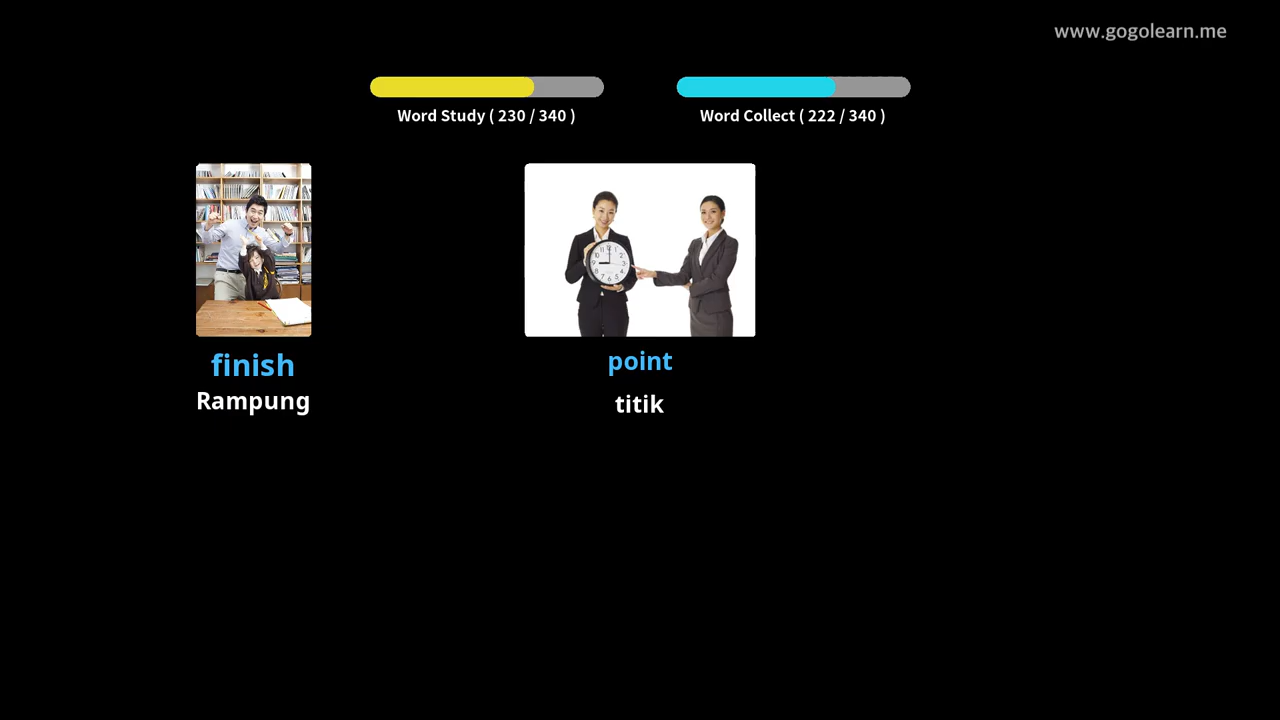 www.gogolearn.me
Word Study ( 230 / 340 )
Word Collect ( 222 / 340 )
finish
Rampung
point
titik